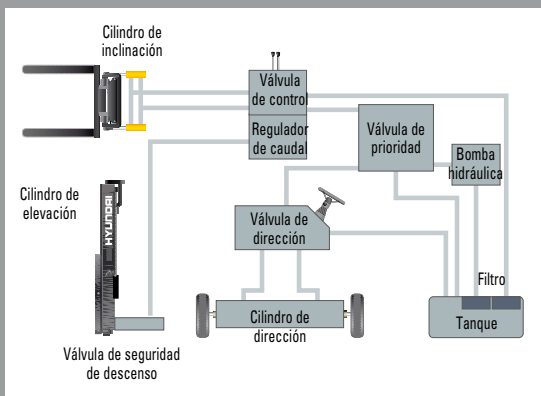 Cilindro de
inclinación
Válvula
de control
Regulador
de caudal
Válvula de
prioridad
Bomba
hidráulica
Cilindro de
elevación
HYUNDAI
Válvula de
dirección
Filtro
Cilindro de
dirección
Tanque
Válvula de seguridad
de descenso